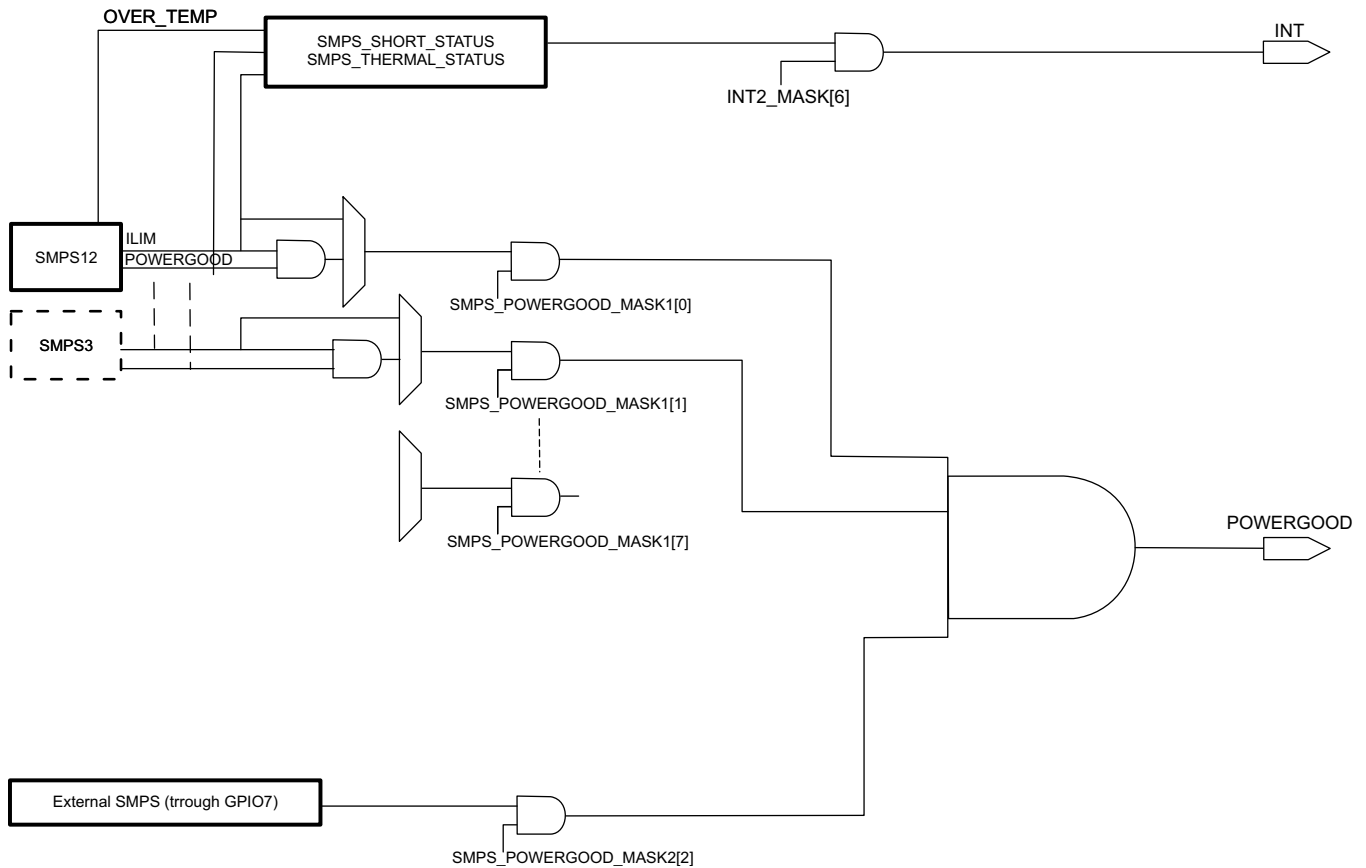 OVER_TEMP
SMPS_SHORT_STATUS
SMPS_THERMAL_STATUS
INT
INT2_MASK[6]
SMPS12
ILIM
POWERGOOD
SMPS_POWERGOOD_MASK1[0]
SMPS3
SMPS_POWERGOOD_MASK1[1]
SMPS_POWERGOOD_MASK1[7]
POWERGOOD
External SMPS (trrough GPIO7)
SMPS_POWERGOOD_MASK2[2]